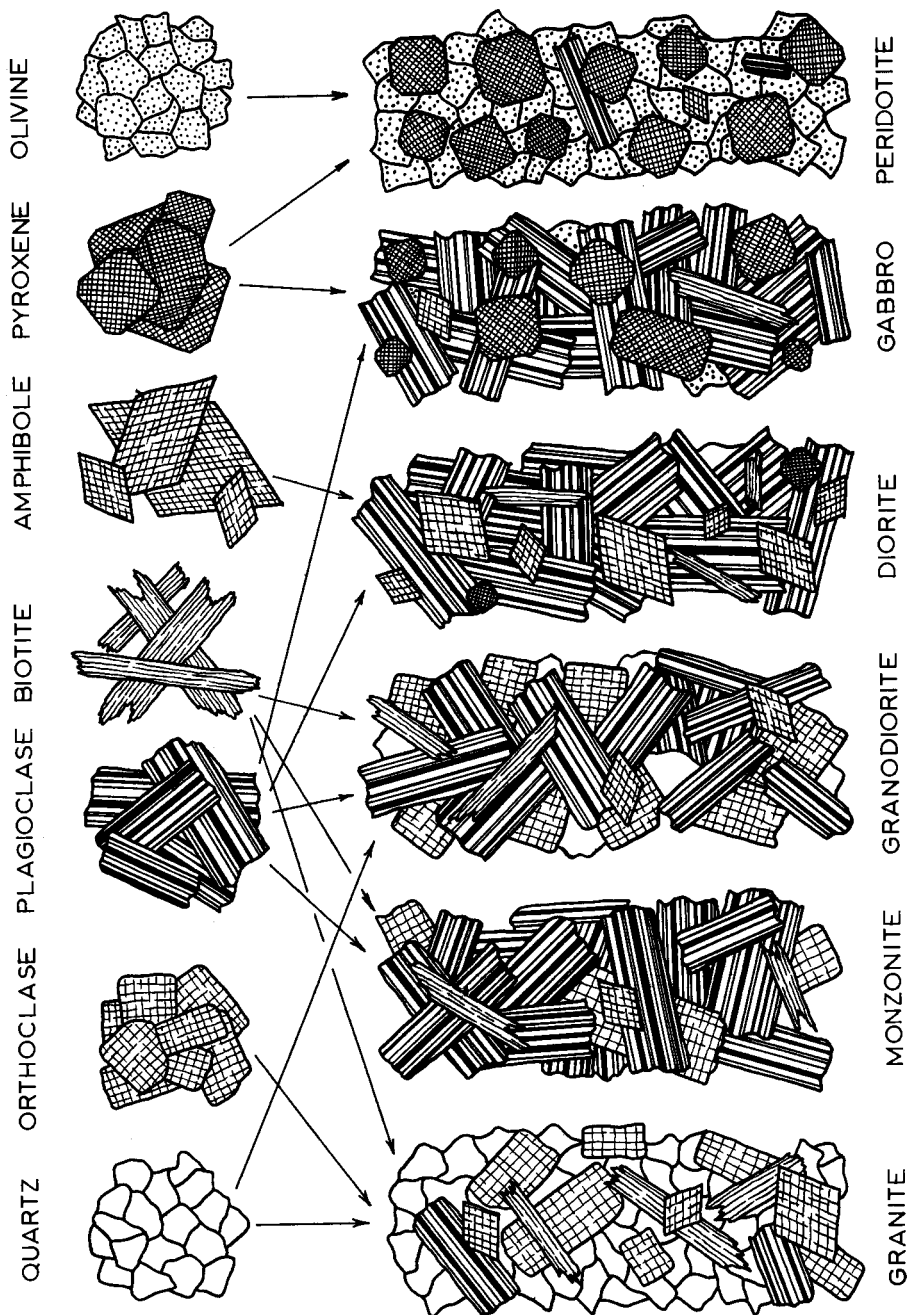 QUARTZ ORTHOCLASE PLAGIOCLASE BIOTITE AMPHIBOLE PYROXENE OLIVINE
GRANITE MONZONITE GRANODIORITE DIORITE GABBRO PERIDOTITE